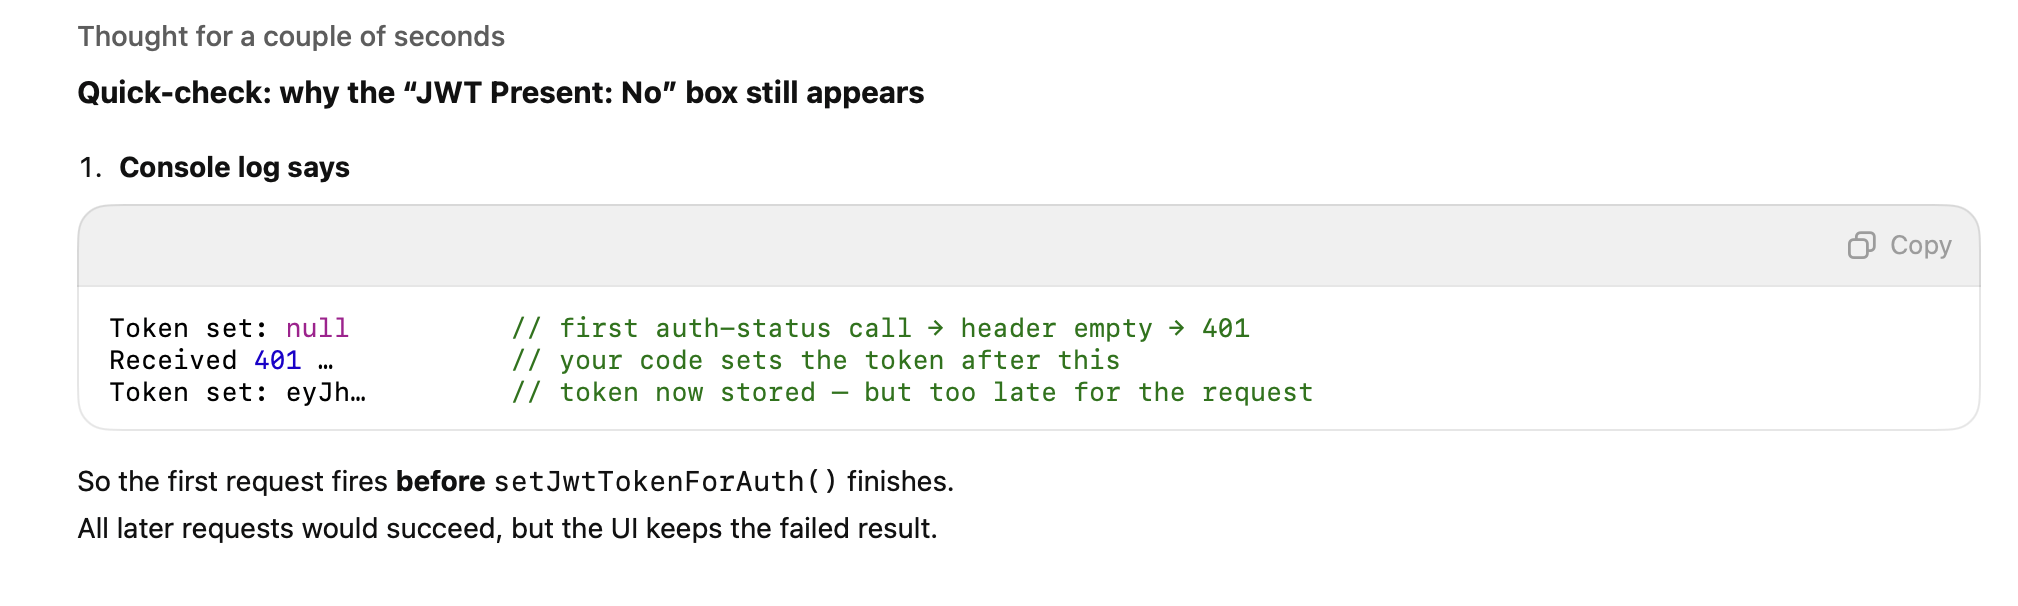 Thought for a couple of seconds
Quick-check: why the “JWT Present: No” box still appears
1. Console log says
Copy
Token set: null // first auth-status call → header empty → 401
Received 401 … // your code sets the token after this
Token set: eyJh… // token now stored — but too late for the request
So the first request fires before setJwtTokenForAuth() finishes.
All later requests would succeed, but the UI keeps the failed result.